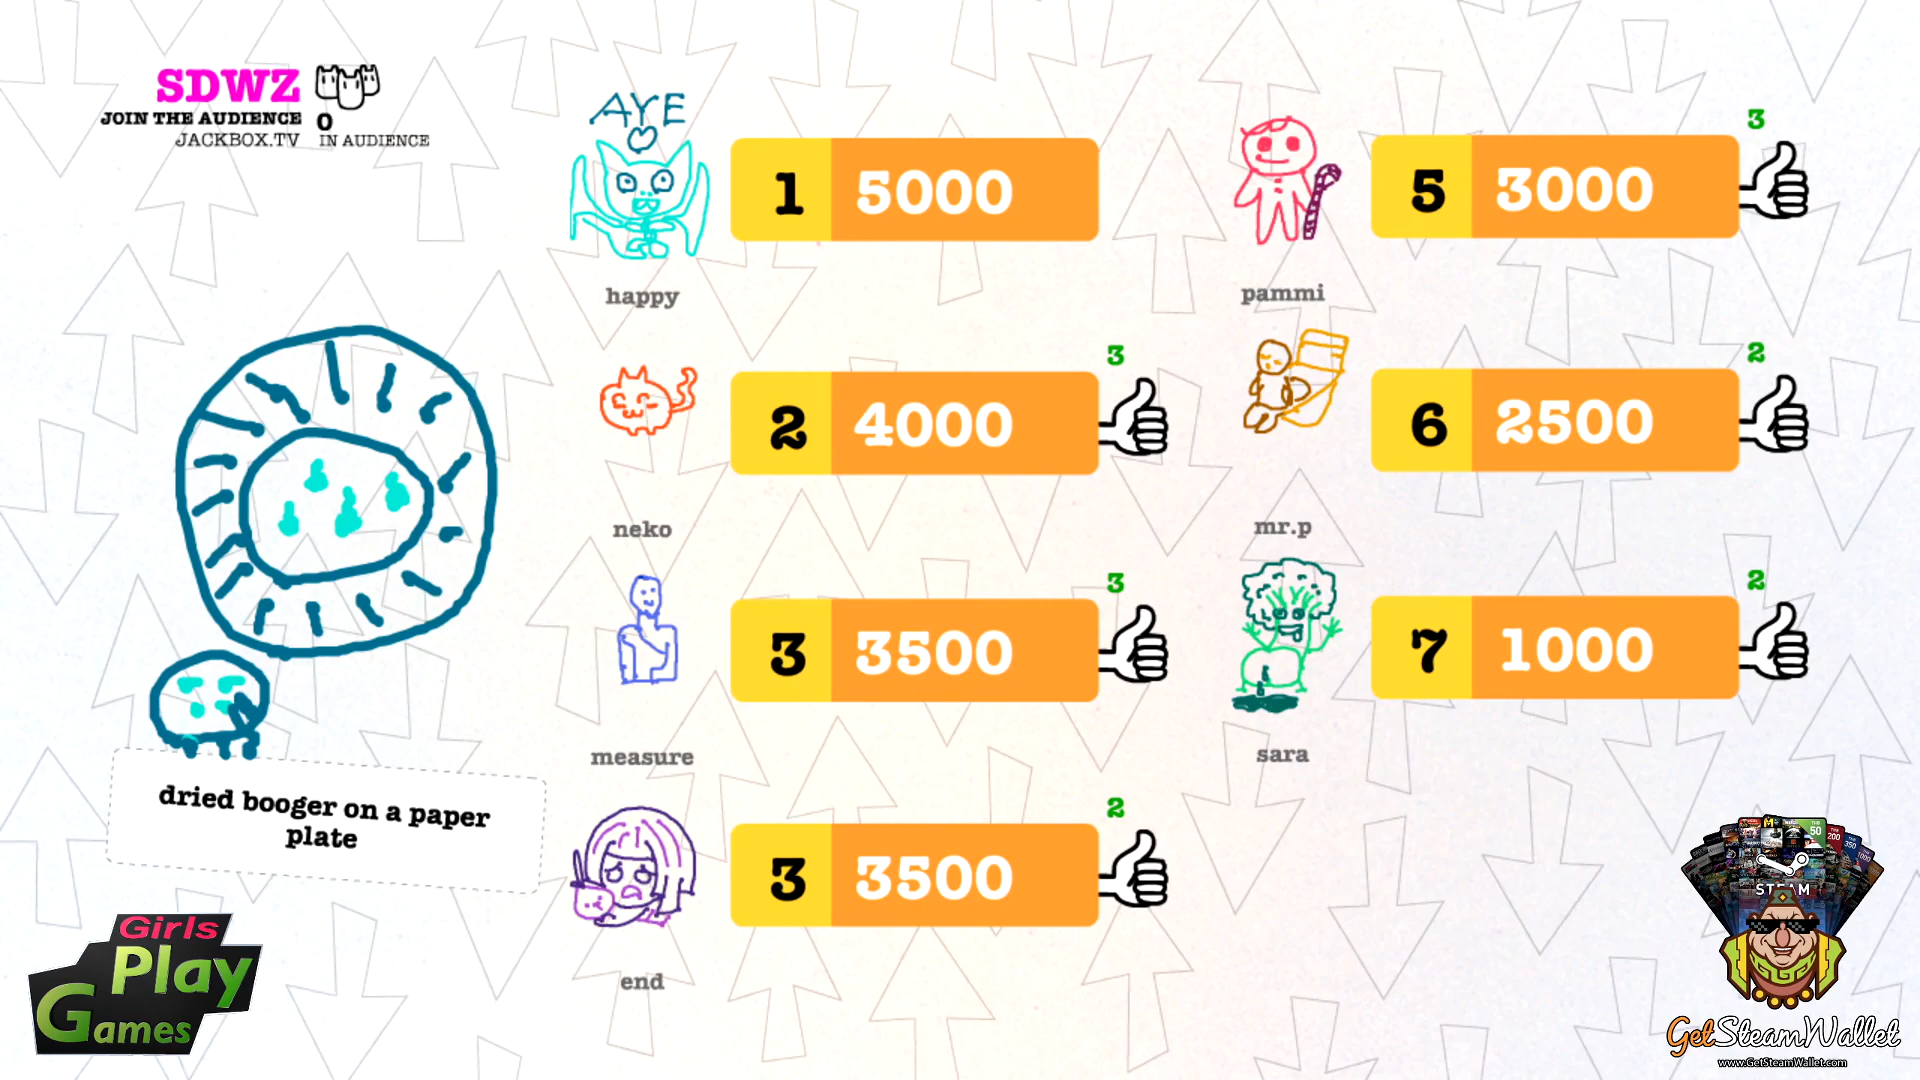 SDWZ
JOIN THE AUDIENCE
JACKBOX.TV
0
IN AUDIENCE
dried booger on a paper
plate
AYE
1 5000
happy
3
2 4000
neko
3
3 3500
measure
2
3 3500
end
3
5 3000
pammi
2
6 2500
mr.p
2
7 1000
sara
Girls
Play
Games
STEAM
GetSteamWallet
www.GetSteamWallet.com